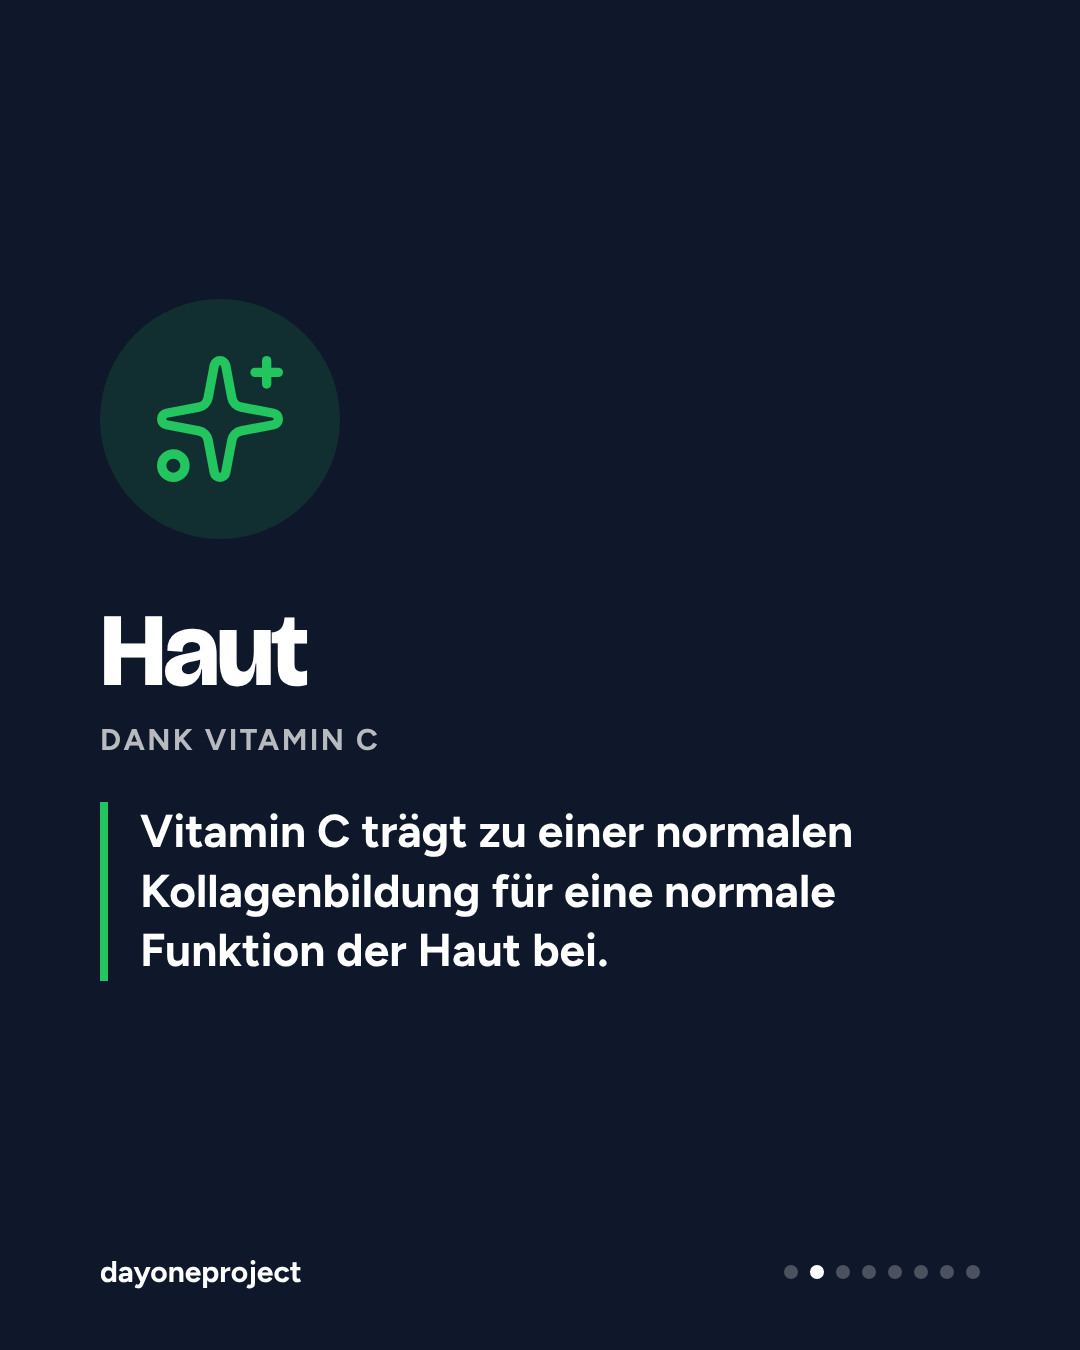 Haut
DANK VITAMIN C
Vitamin C trägt zu einer normalen
Kollagenbildung für eine normale
Funktion der Haut bei.
dayoneproject